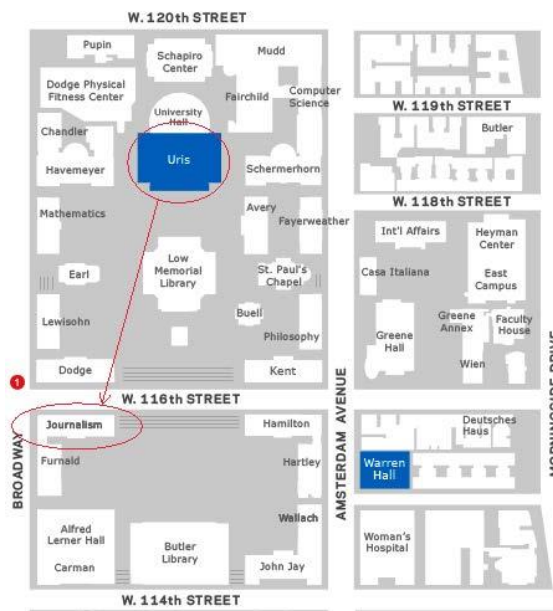 W. 120th STREET
Pupin
Schapiro
Center
Mudd
Dodge Physical
Fitness Center
Computer
Science
Fairchild
University
Hall
W. 119th STREET
Chandler
Butler
Uris
Havemeyer
Schermerhorn
W. 118th STREET
Mathematics
Avery
Fayerweather
Int'l Affairs
Heyman
Center
Low
Memorial
Library
Earl
St. Paul's
Chapel
Casa Italiana
East
Campus
Buell
Lewisohn
Philosophy
Greene
Hall
Greene
Annex
Faculty
House
Wien
Dodge
Kent
1
W. 116th STREET
BROADWAY
AMSTERDAM AVENUE
MORNINGSIDE DRIVE
Journalism
Hamilton
Deutsches
Haus
Furnald
Hartley
Warren
Hall
Wallach
Alfred
Lerner Hall
Butler
Library
Woman's
Hospital
Carman
John Jay
W. 114th STREET